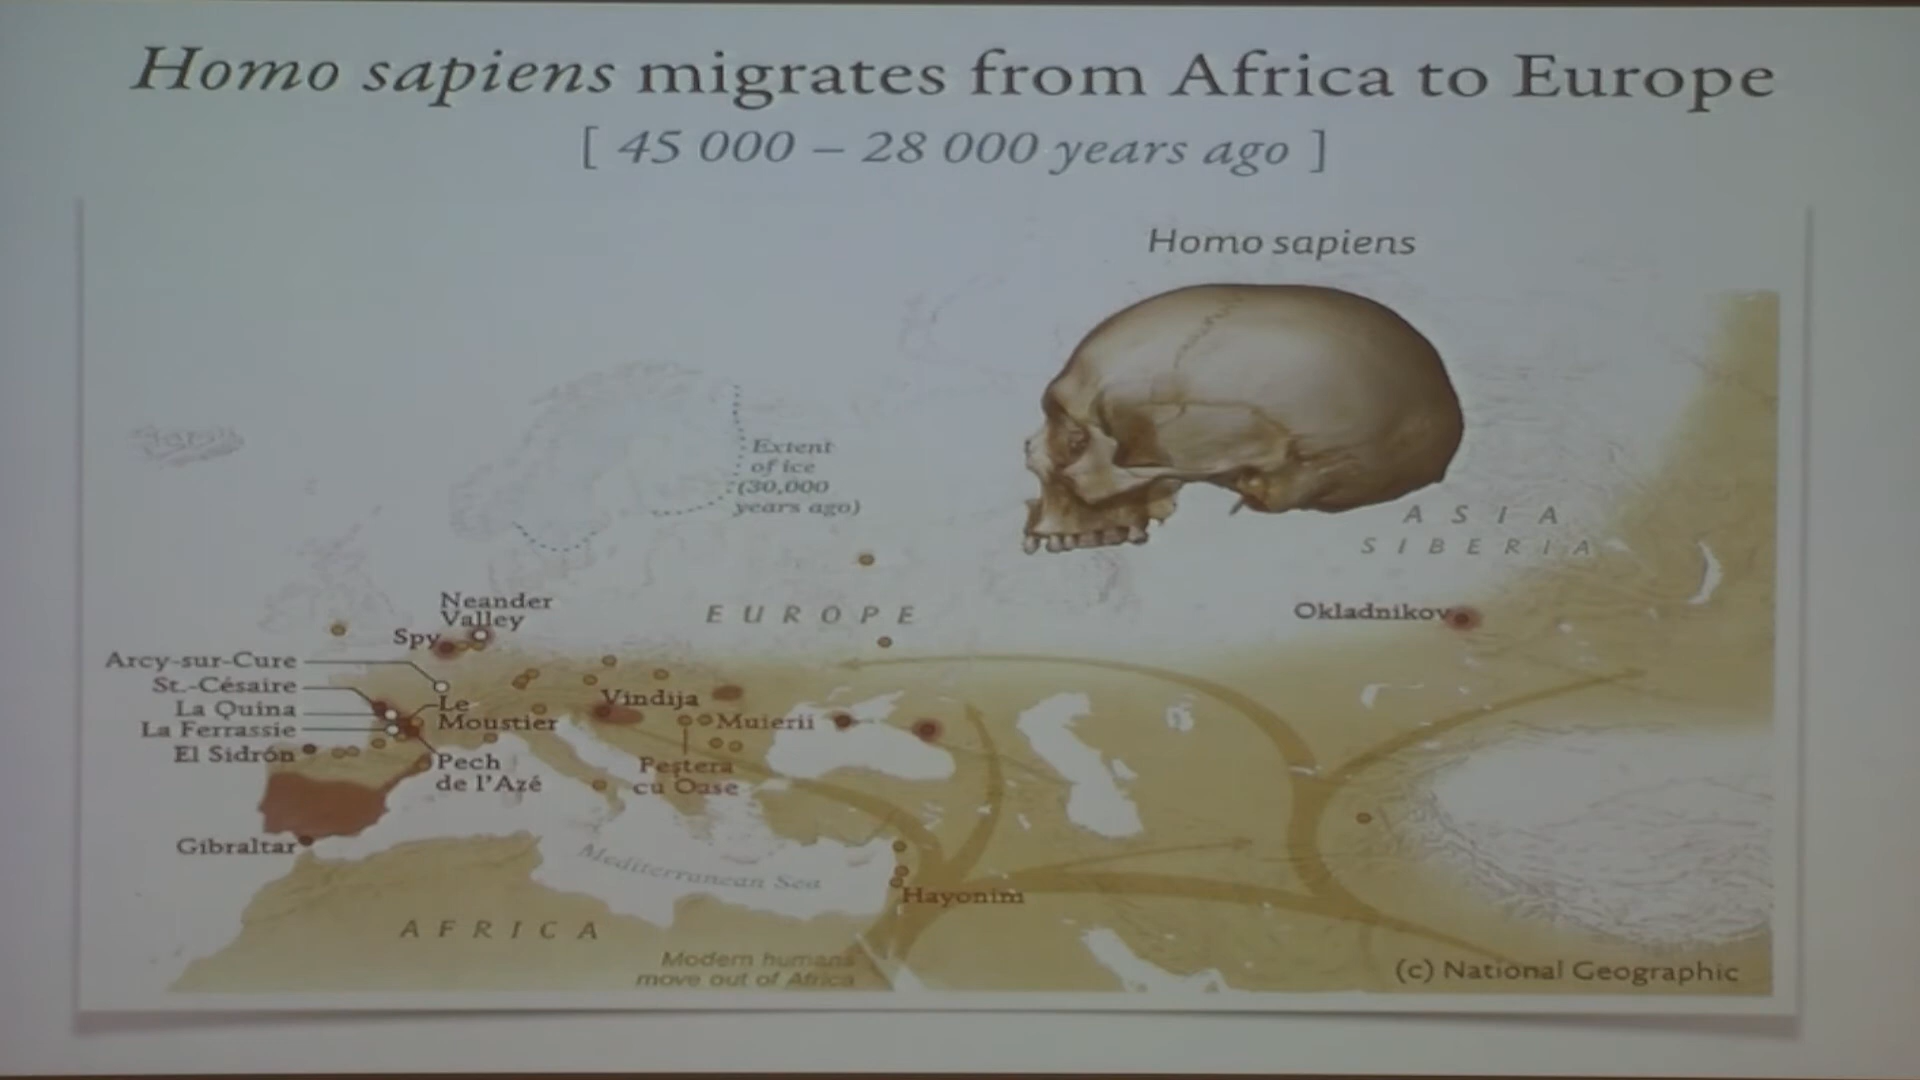 Homo sapiens migrates from Africa to Europe
[ 45 000 – 28 000 years ago ]
Homo sapiens
Extent
of ice
(30,000
years ago)
ASIA
SIBERIA
Neander
Valley
EUROPE
Okladnikov
Spy
Arcy-sur-Cure
St.-Césaire
La Quina
La Ferrassie
El Sidrón
Le
Moustier
Vindija
Muierii
Pech
de l'Azé
Peştera
cu Oase
Gibraltar
Mediterranean Sea
Hayonim
AFRICA
Modern humans
move out of Africa
(c) National Geographic